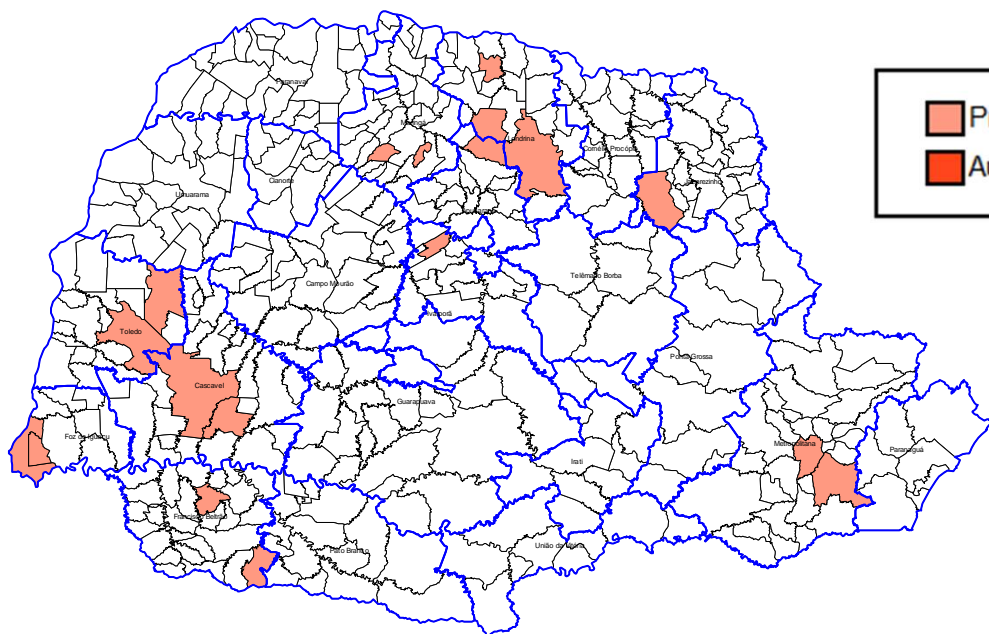 Paranavaí
Maringá
Londrina
Cornélio Procópio
Jacarezinho
Umuarama
Cianorte
Apucarana
Campo Mourão
Telêmaco Borba
Ivaiporã
Toledo
Ponta Grossa
Cascavel
Guarapuava
Foz do Iguaçu
Metropolitana
Paranaguá
Irati
Francisco Beltrão
Pato Branco
União da Vitória